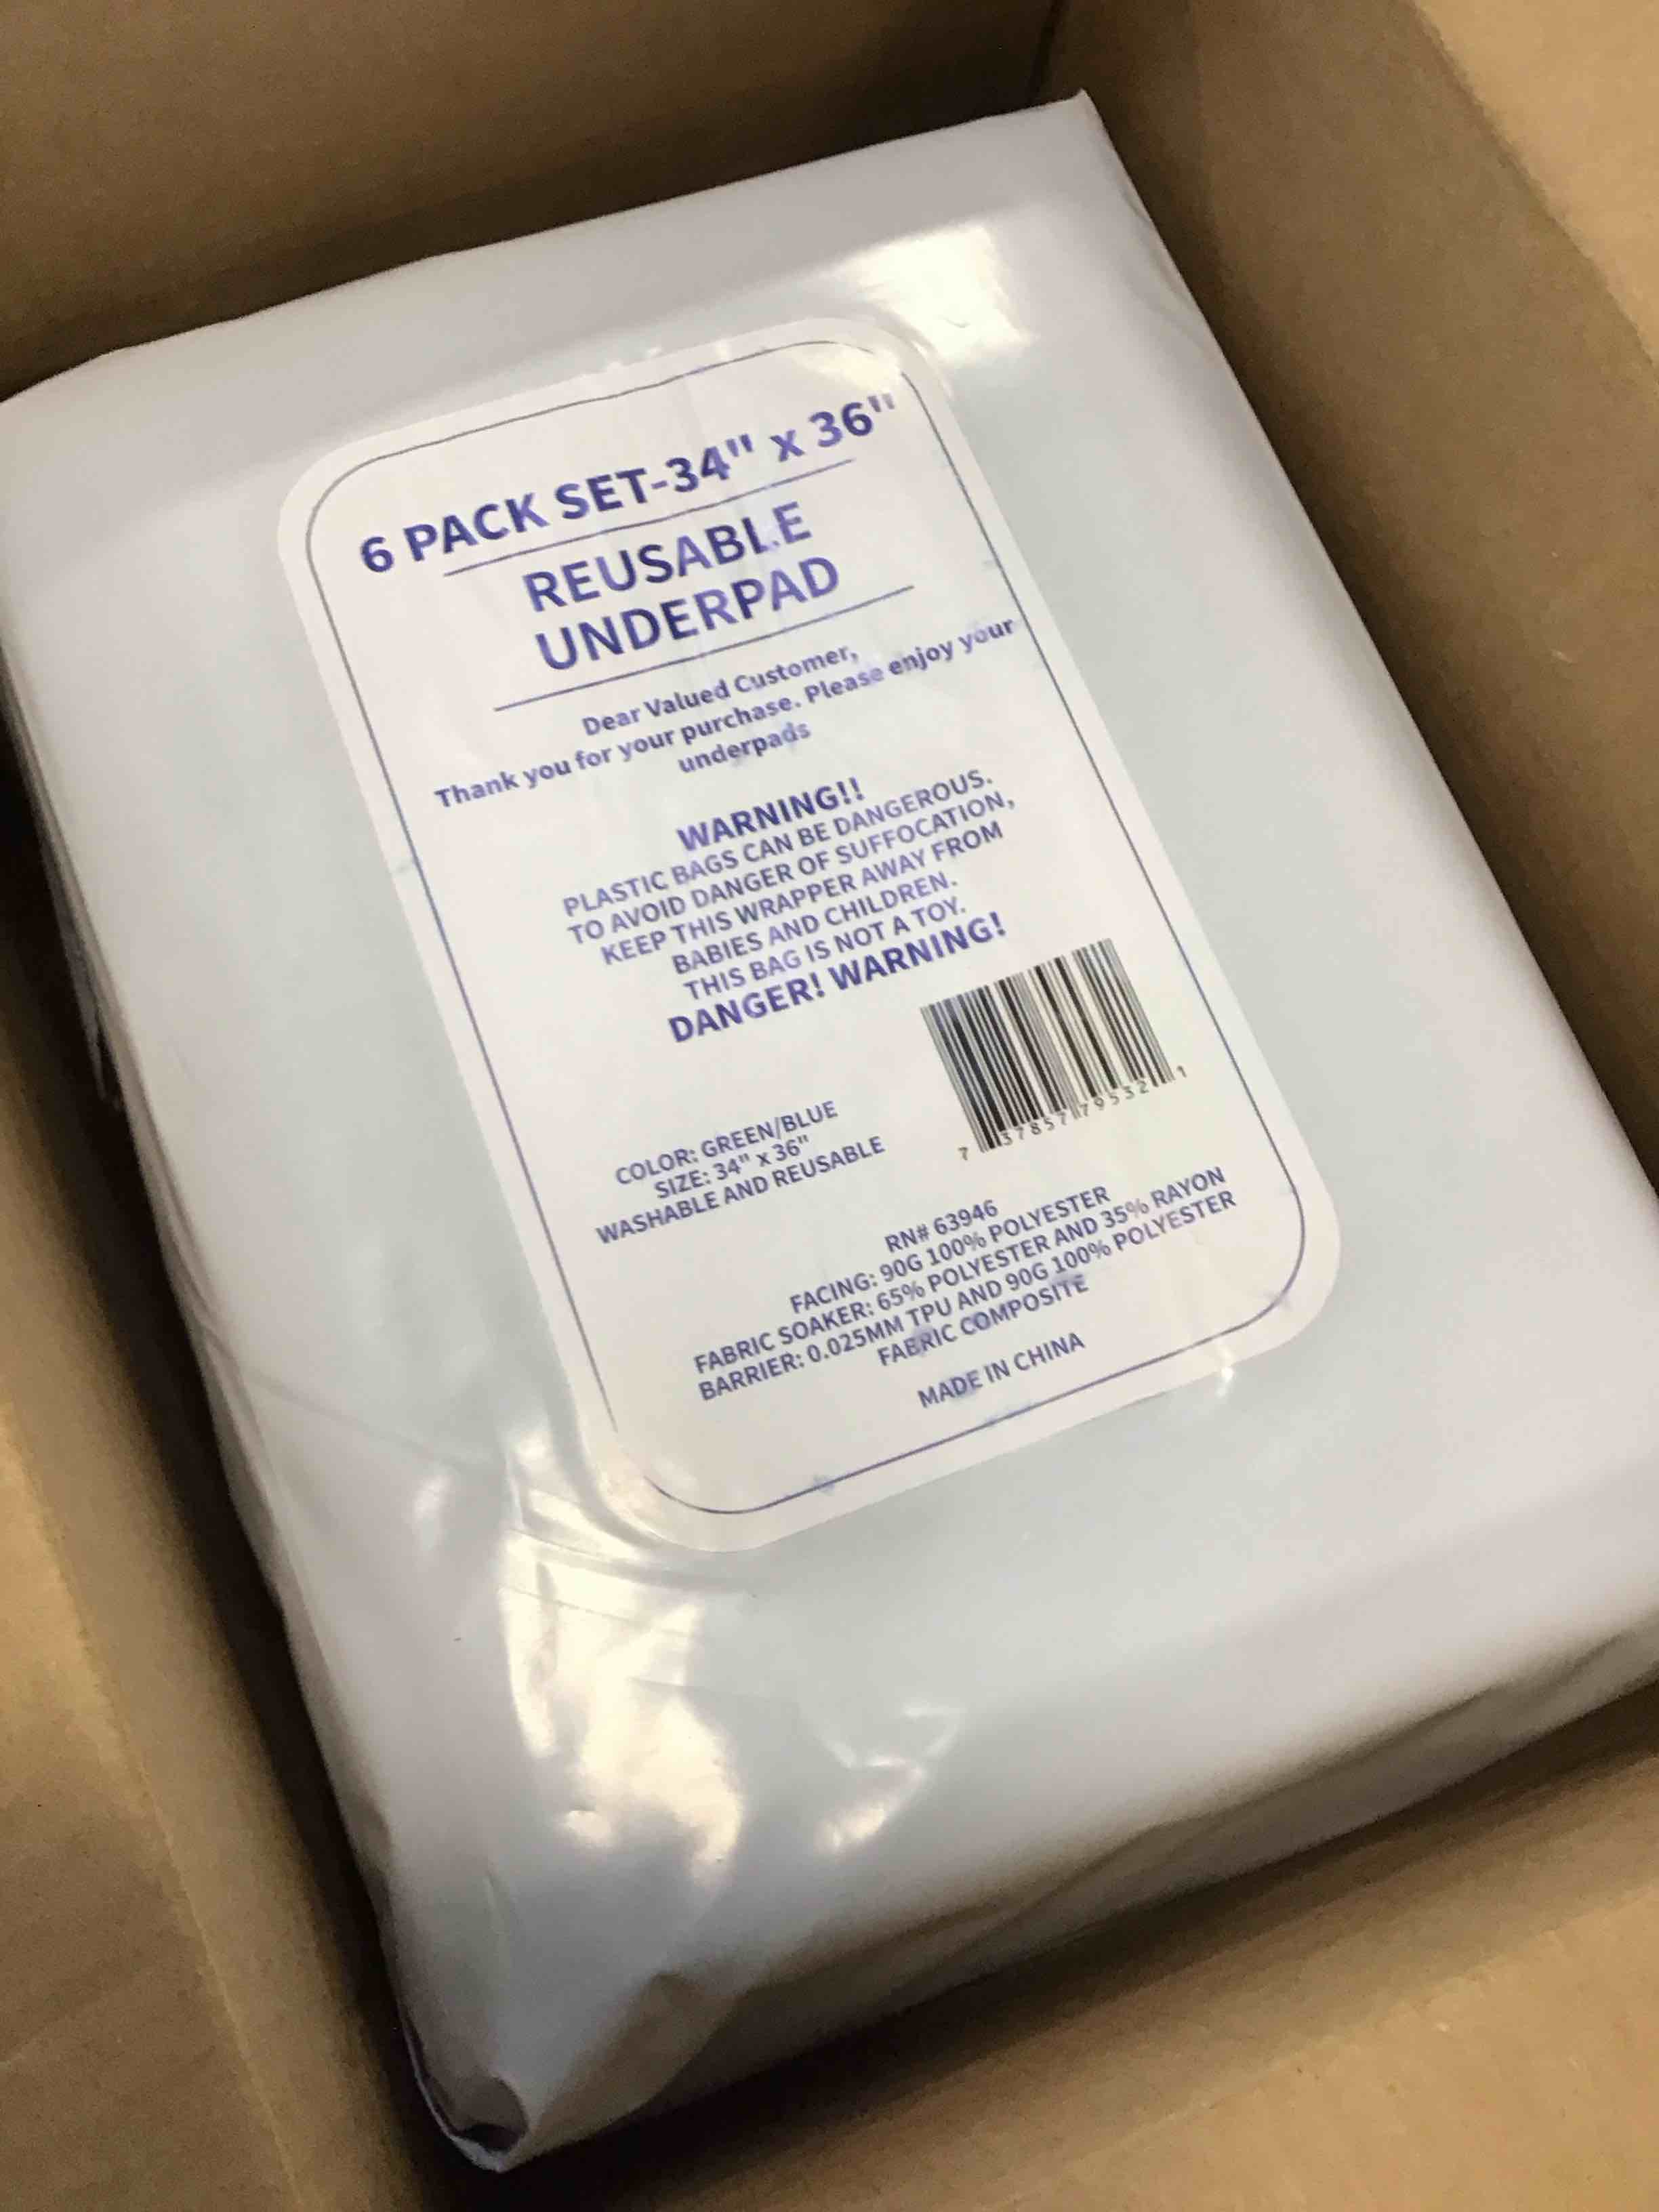 6 PACK SET-34" x 36"
REUSABLE
UNDERPAD
Dear Valued Customer,
Thank you for your purchase. Please enjoy your
underpads
WARNING!!
PLASTIC BAGS CAN BE DANGEROUS.
TO AVOID DANGER OF SUFFOCATION,
KEEP THIS WRAPPER AWAY FROM
BABIES AND CHILDREN.
THIS BAG IS NOT A TOY.
DANGER! WARNING!
7 37857 79532 1
COLOR: GREEN/BLUE
SIZE: 34" x 36"
WASHABLE AND REUSABLE
RN# 63946
FACING: 90G 100% POLYESTER
FABRIC SOAKER: 65% POLYESTER AND 35% RAYON
BARRIER: 0.025MM TPU AND 90G 100% POLYESTER
FABRIC COMPOSITE
MADE IN CHINA